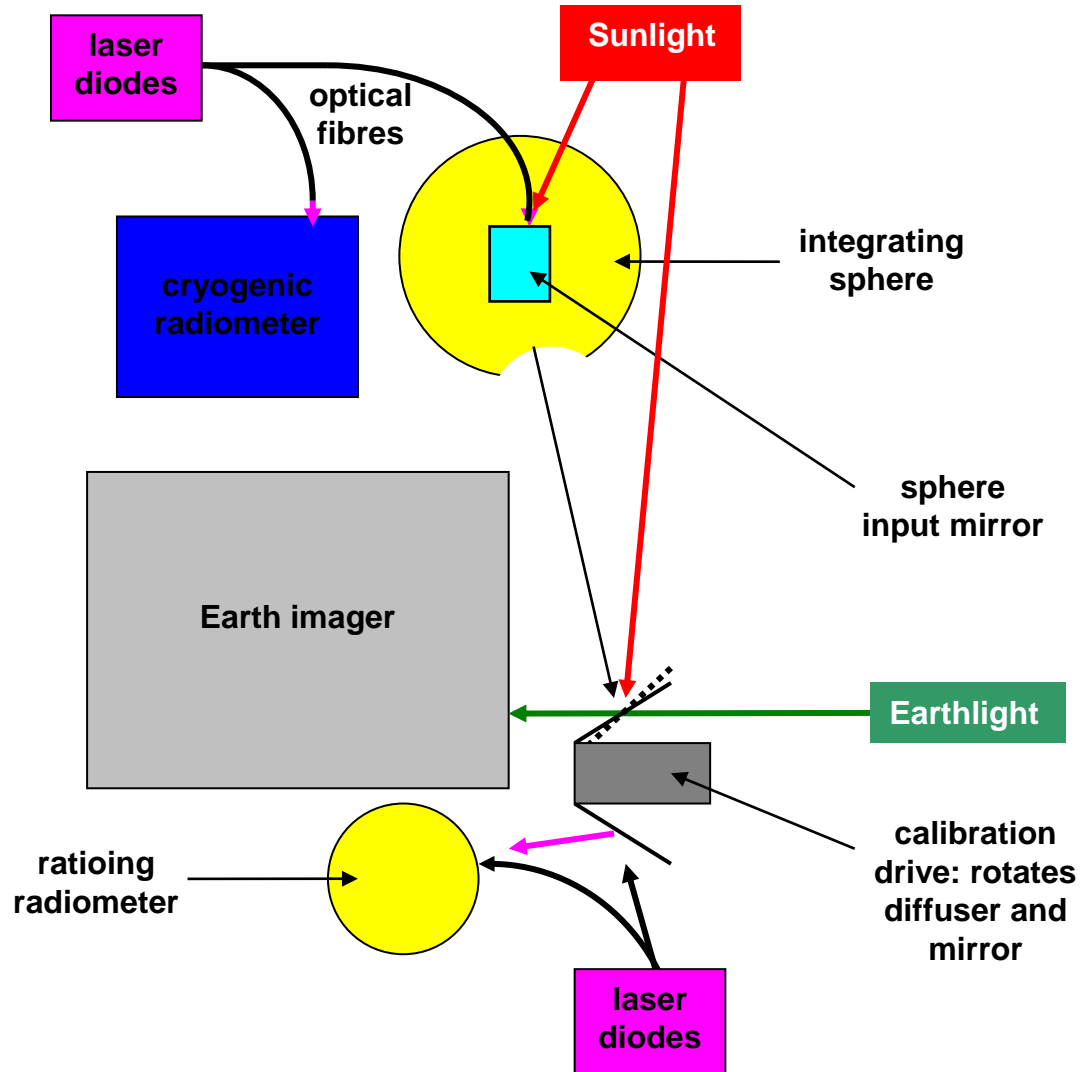 laser
diodes
Sunlight
optical
fibres
integrating
sphere
cryogenic
radiometer
sphere
input mirror
Earth imager
Earthlight
ratioing
radiometer
calibration
drive: rotates
diffuser and
mirror
laser
diodes